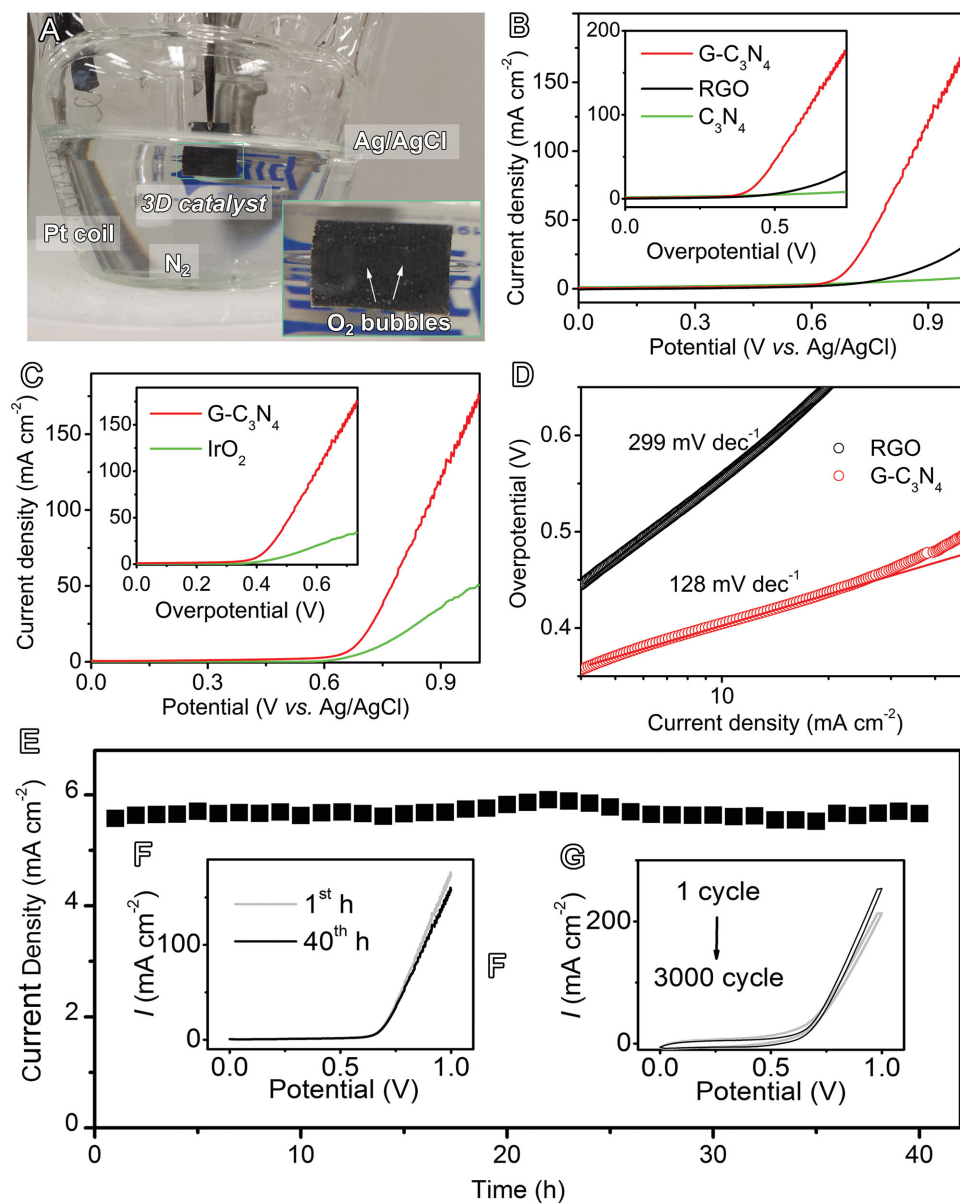 A
Ag/AgCl
3D catalyst
Pt coil
N₂
O₂ bubbles
B
Current density (mA cm⁻²)
150
100
50
0
0.0
0.3
0.6
0.9
Potential (V vs. Ag/AgCl)
200
100
0
G-C₃N₄
RGO
C₃N₄
0.0
0.5
Overpotential (V)
C
Current density (mA cm⁻²)
150
100
50
0
0.0
0.3
0.6
0.9
Potential (V vs. Ag/AgCl)
150
100
50
0
G-C₃N₄
IrO₂
0.0
0.2
0.4
0.6
Overpotential (V)
D
Overpotential (V)
0.6
0.5
0.4
299 mV dec⁻¹
RGO
G-C₃N₄
128 mV dec⁻¹
10
Current density (mA cm⁻²)
E
Current Density (mA cm⁻²)
6
4
2
0
0
10
20
30
40
Time (h)
F
I (mA cm⁻²)
100
0
1ˢᵗ h
40ᵗʰ h
0.0
0.5
1.0
Potential (V)
F
G
I (mA cm⁻²)
200
0
1 cycle
3000 cycle
0.0
0.5
1.0
Potential (V)